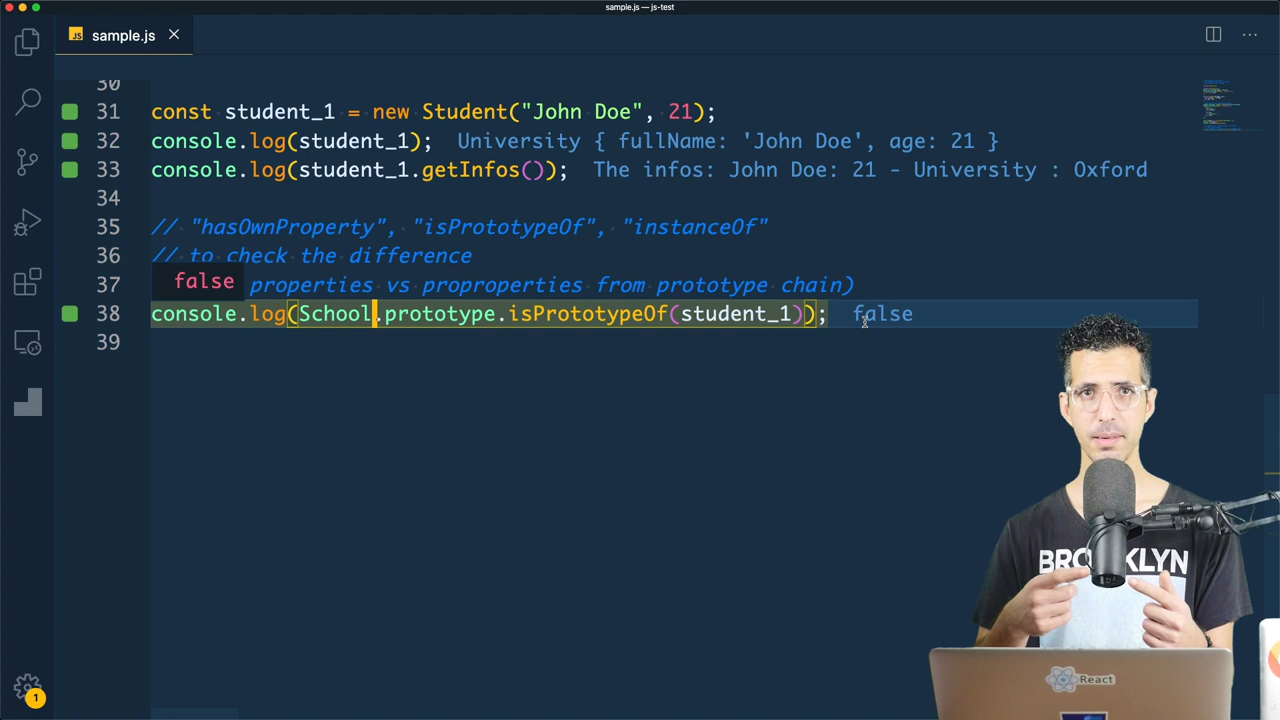 sample.js — js-test
JS sample.js
30
31 const student_1 = new Student("John Doe", 21);
32 console.log(student_1); University { fullName: 'John Doe', age: 21 }
33 console.log(student_1.getInfos()); The infos: John Doe: 21 - University : Oxford
34
35 // "hasOwnProperty", "isPrototypeOf", "instanceOf"
36 // to check the difference
false
37 properties vs proproperties from prototype chain)
38 console.log(School.prototype.isPrototypeOf(student_1)); false
39
BROOKLYN
React
1